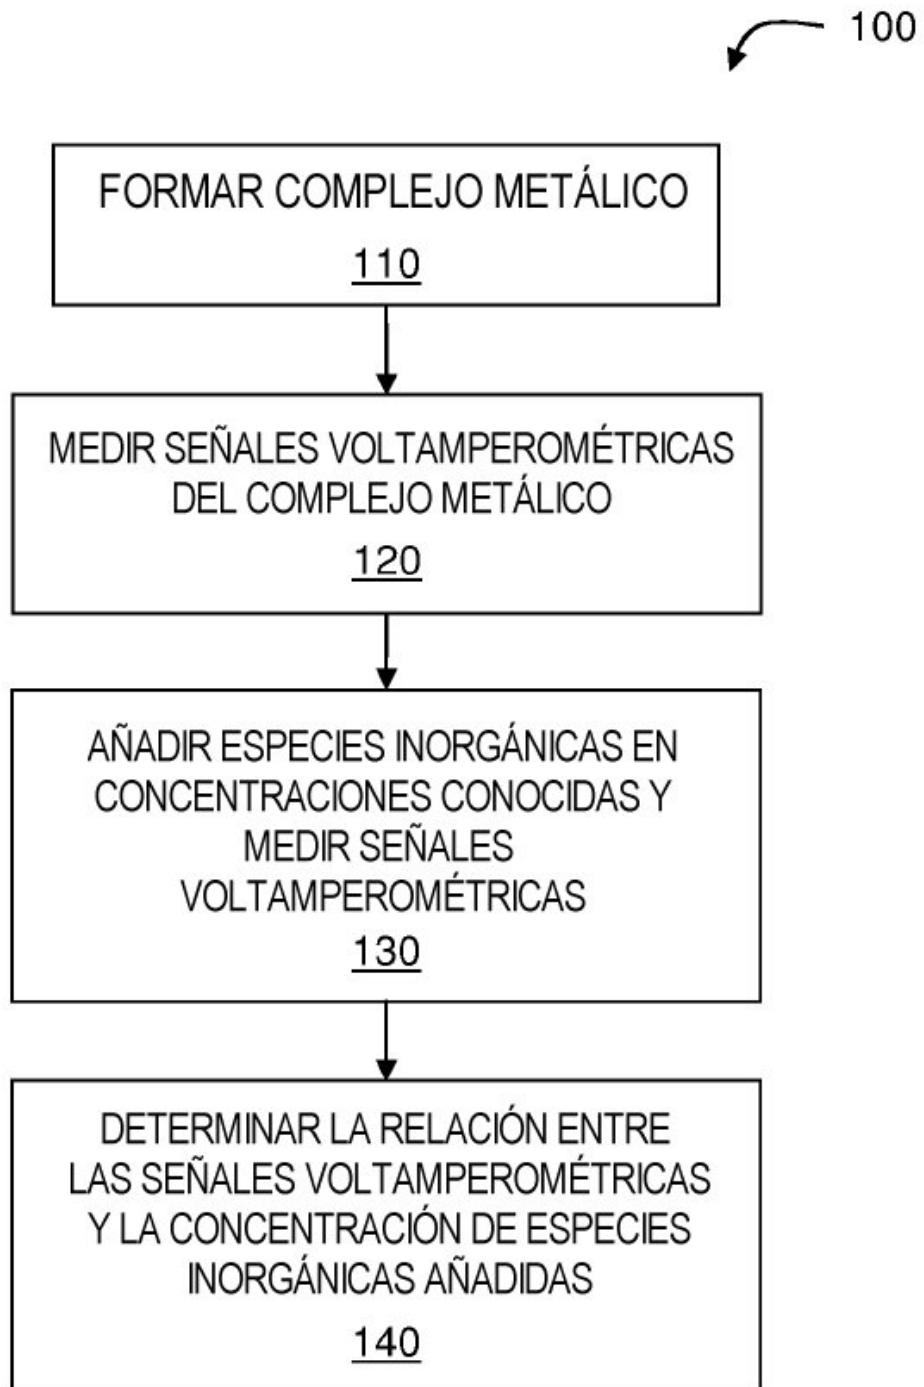 100
FORMAR COMPLEJO METÁLICO
110
MEDIR SEÑALES VOLTAMPEROMÉTRICAS
DEL COMPLEJO METÁLICO
120
AÑADIR ESPECIES INORGÁNICAS EN
CONCENTRACIONES CONOCIDAS Y
MEDIR SEÑALES
VOLTAMPEROMÉTRICAS
130
DETERMINAR LA RELACIÓN ENTRE
LAS SEÑALES VOLTAMPEROMÉTRICAS
Y LA CONCENTRACIÓN DE ESPECIES
INORGÁNICAS AÑADIDAS
140